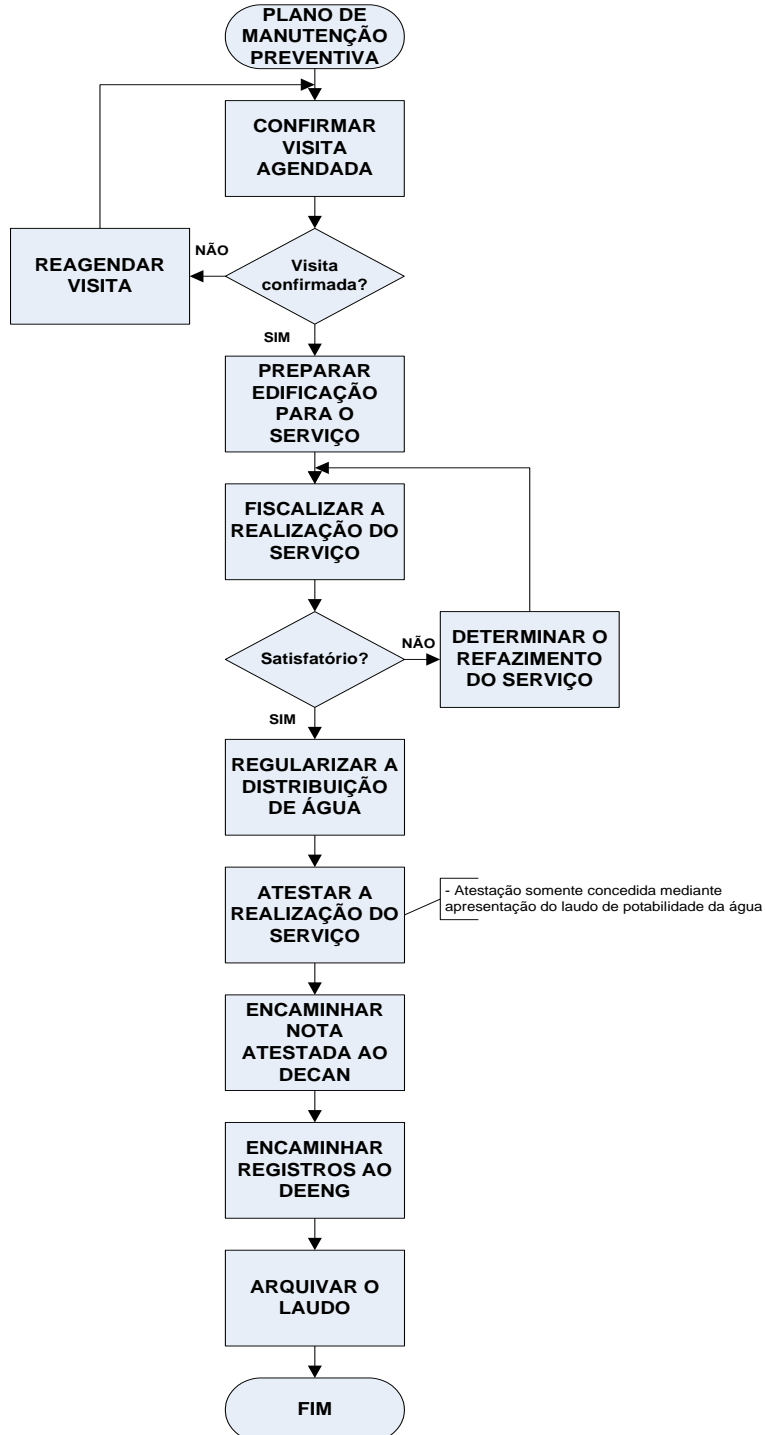 PLANO DE
MANUTENÇÃO
PREVENTIVA
CONFIRMAR
VISITA
AGENDADA
REAGENDAR
VISITA
NÃO
Visita
confirmada?
SIM
PREPARAR
EDIFICAÇÃO
PARA O
SERVIÇO
FISCALIZAR A
REALIZAÇÃO DO
SERVIÇO
Satisfatório?
NÃO
DETERMINAR O
REFAZIMENTO
DO SERVIÇO
SIM
REGULARIZAR A
DISTRIBUIÇÃO
DE ÁGUA
ATESTAR A
REALIZAÇÃO DO
SERVIÇO
- Atestação somente concedida mediante
apresentação do laudo de potabilidade da água
ENCAMINHAR
NOTA
ATESTADA AO
DECAN
ENCAMINHAR
REGISTROS AO
DEENG
ARQUIVAR O
LAUDO
FIM